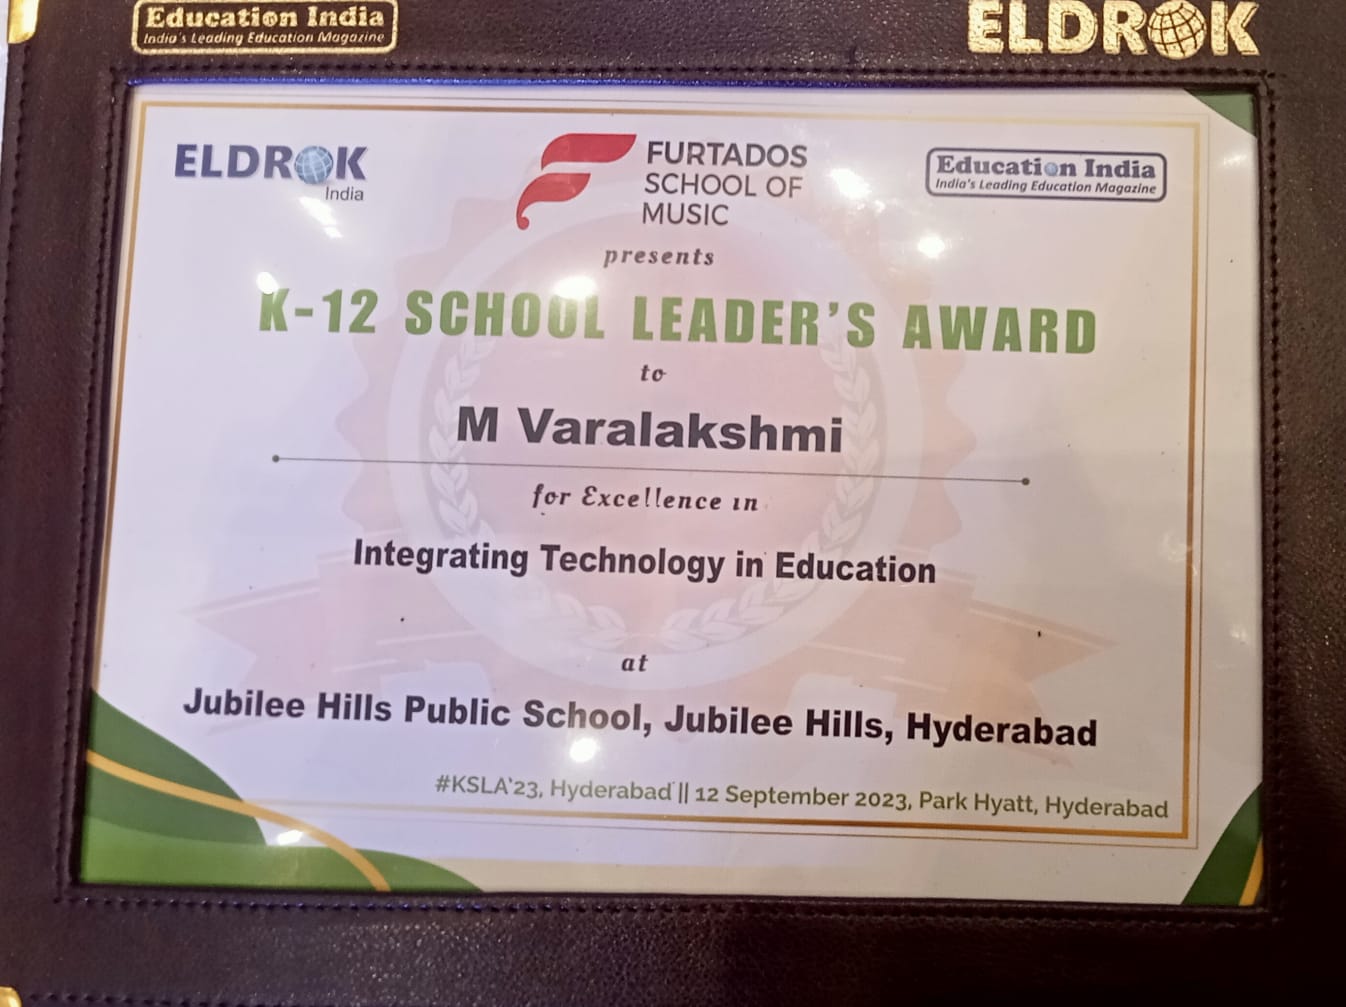 Education India
India's Leading Education Magazine
ELDROK
ELDROK
India
FURTADOS
SCHOOL OF
MUSIC
Education India
India's Leading Education Magazine
presents
K-12 SCHOOL LEADER'S AWARD
to
M Varalakshmi
for Excellence in
Integrating Technology in Education
at
Jubilee Hills Public School, Jubilee Hills, Hyderabad
#KSLA'23, Hyderabad || 12 September 2023, Park Hyatt, Hyderabad